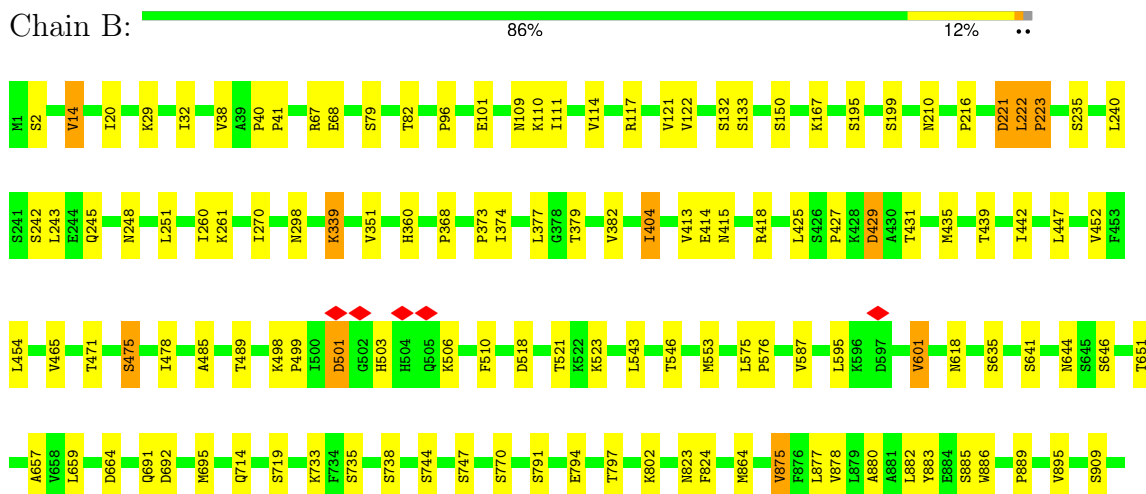 Chain B:
86% 12% ••
M1 S2 V14 I20 K29 I32 V38 A39 P40 P41 R67 E68 S79 T82 P96 E101 N109 K110 I111 V114 R117 V121 V122 S132 S133 S150 K167 S195 S199 N210 P216 D221 L222 P223 S235 L240
S241 S242 L243 E244 Q245 N248 L251 I260 K261 I270 N298 K339 V351 H360 P368 P373 I374 L377 G378 T379 V382 I404 V413 E414 N415 R418 L425 S426 P427 K428 D429 A430 T431 M435 T439 I442 L447 V452 F453
L454 V465 T471 S475 I478 A485 T489 K498 P499 I500 D501 G502 H503 H504 Q505 K506 F510 D518 T521 K522 K523 L543 T546 M553 L575 P576 V587 L595 K596 D597 V601 N618 S635 S641 N644 S645 S646 T651
A657 V658 L659 D664 Q691 D692 M695 Q714 S719 K733 F734 S735 S738 S744 S747 S770 S791 E794 T797 K802 N823 F824 M864 V875 F876 L877 V878 L879 A880 A881 L882 Y883 E884 S885 W886 P889 V895 S909